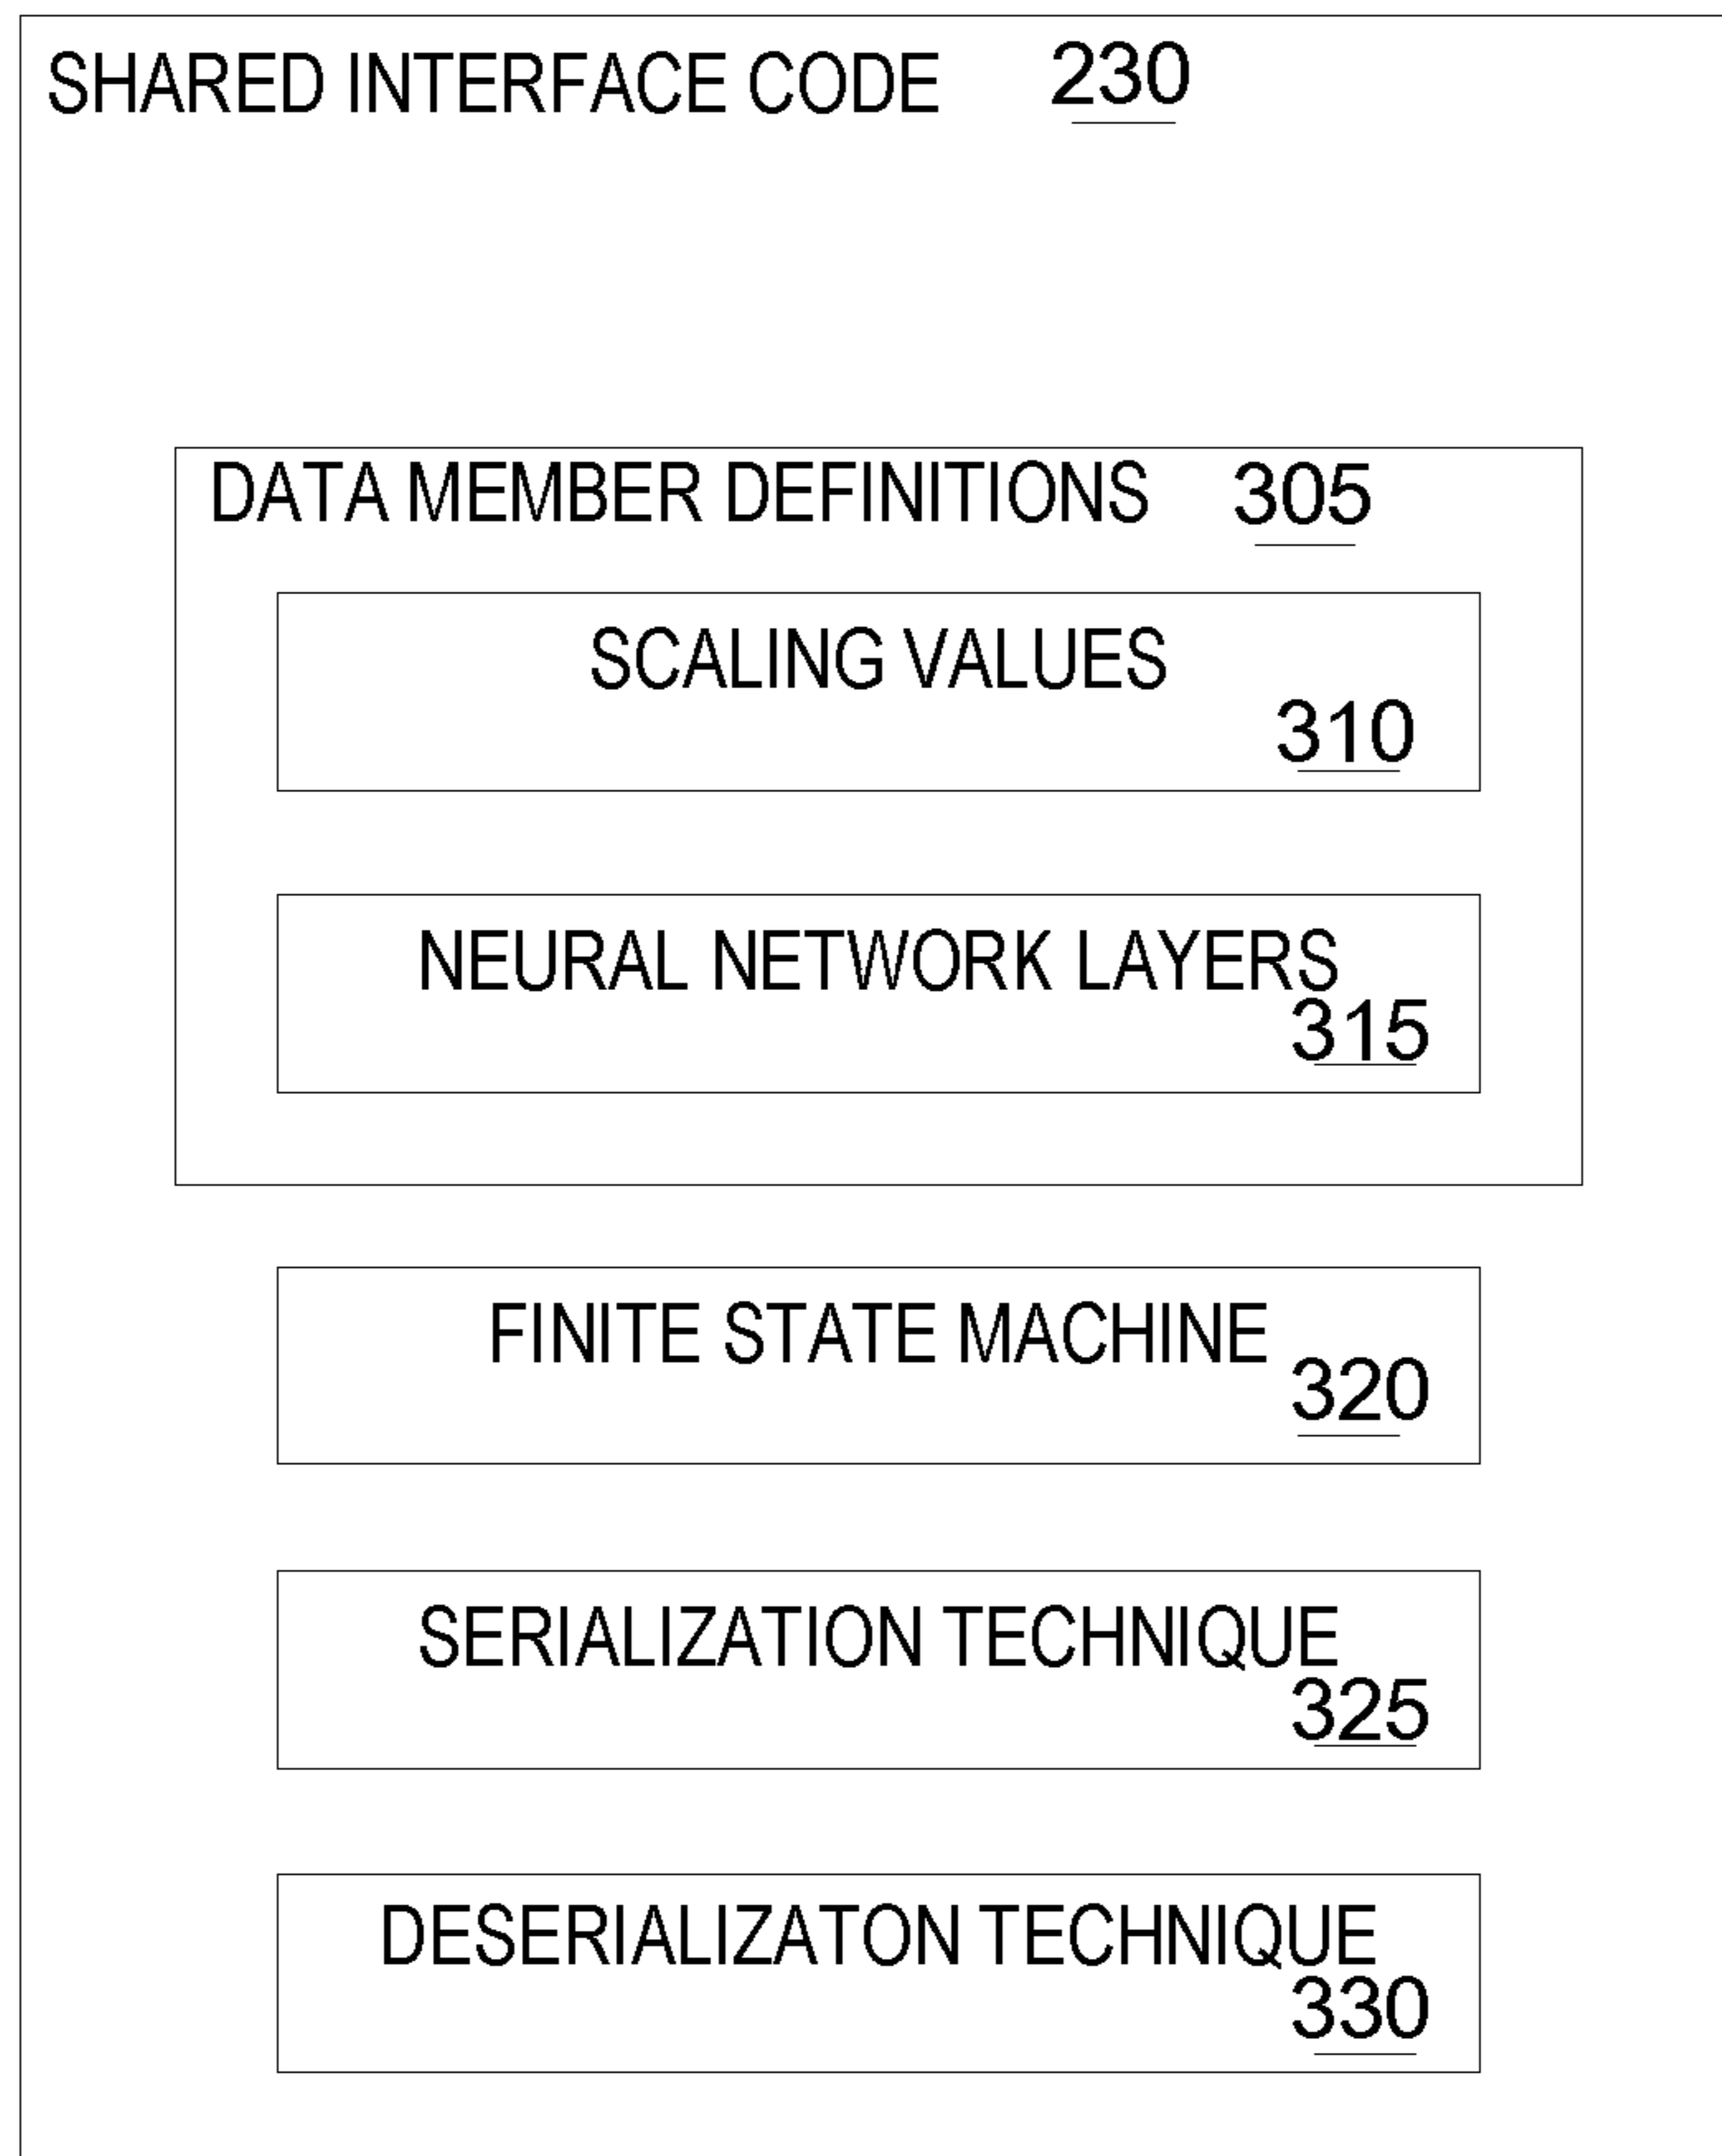 SHARED INTERFACE CODE 230
DATA MEMBER DEFINITIONS 305
SCALING VALUES
310
NEURAL NETWORK LAYERS
315
FINITE STATE MACHINE
320
SERIALIZATION TECHNIQUE
325
DESERIALIZATON TECHNIQUE
330